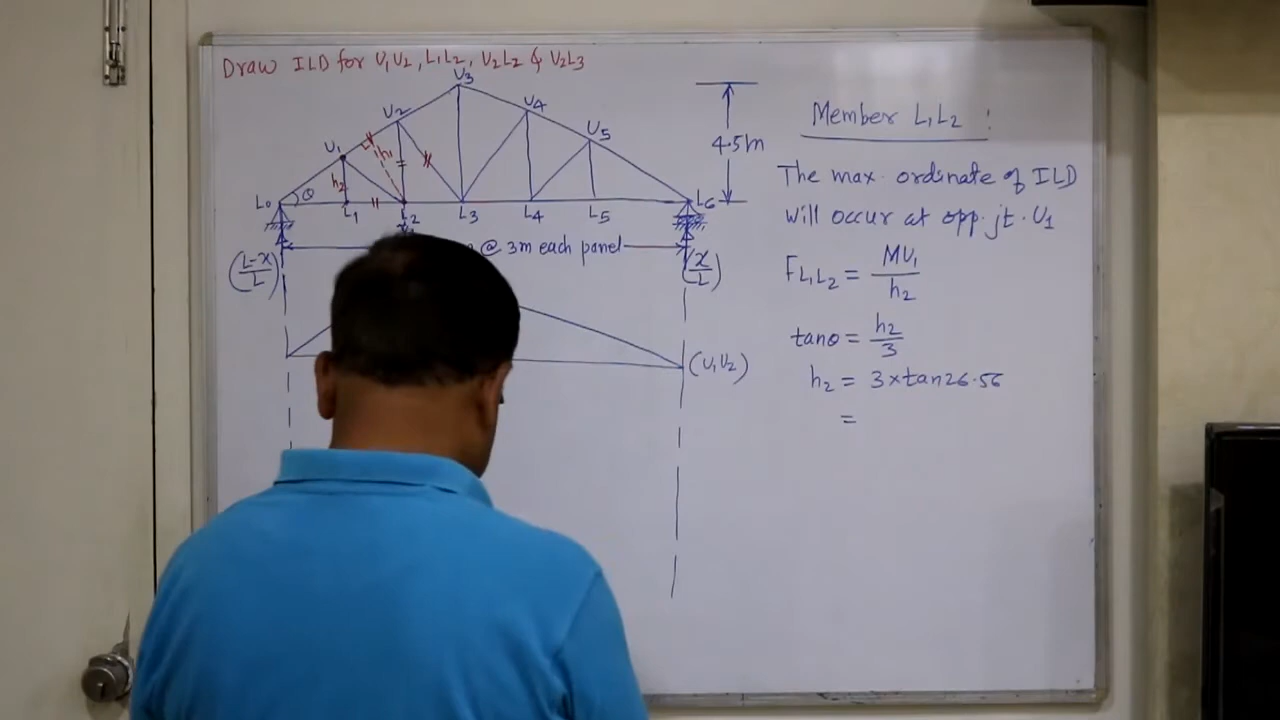 Draw ILD for U1U2, L1L2, U2L2 & U2L3
U3
U2
U4
U1
U5
h1
h2
θ
L0
L1
L2
L3
L4
L5
L6
4.5m
@ 3m each panel
(L-x/L)
(x/L)
(U1U2)
Member L1L2 :
The max. ordinate of ILD
will occur at opp. jt. U1
FL1L2 = MU1/h2
tanθ = h2/3
h2 = 3×tan26.56
=